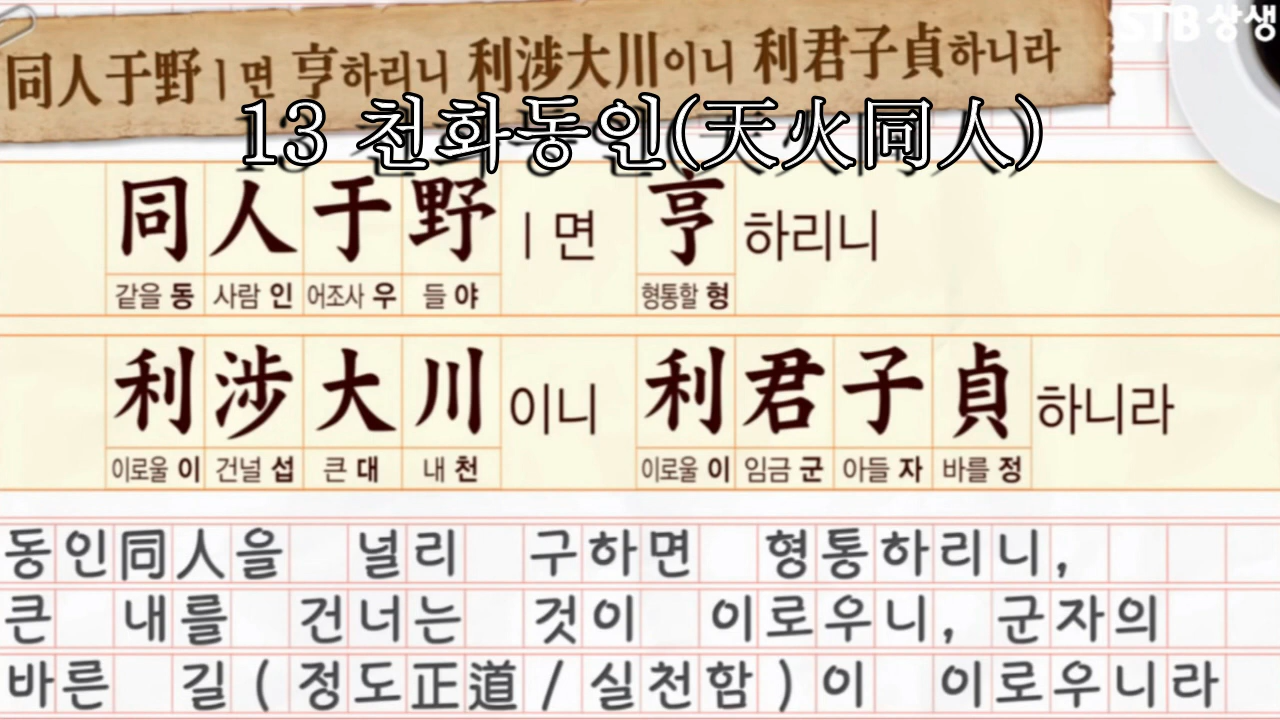 STB상생
同人于野ㅣ면 亨하리니 利涉大川이니 利君子貞하니라
13 천화동인(天火同人)
同人于野ㅣ면 亨하리니
같을 동 사람 인 어조사 우 들 야 형통할 형
利涉大川이니 利君子貞하니라
이로울 이 건널 섭 큰 대 내 천 이로울 이 임금 군 아들 자 바를 정
동인同人을 널리 구하면 형통하리니,
큰 내를 건너는 것이 이로우니, 군자의
바른 길(정도正道/실천함)이 이로우니라